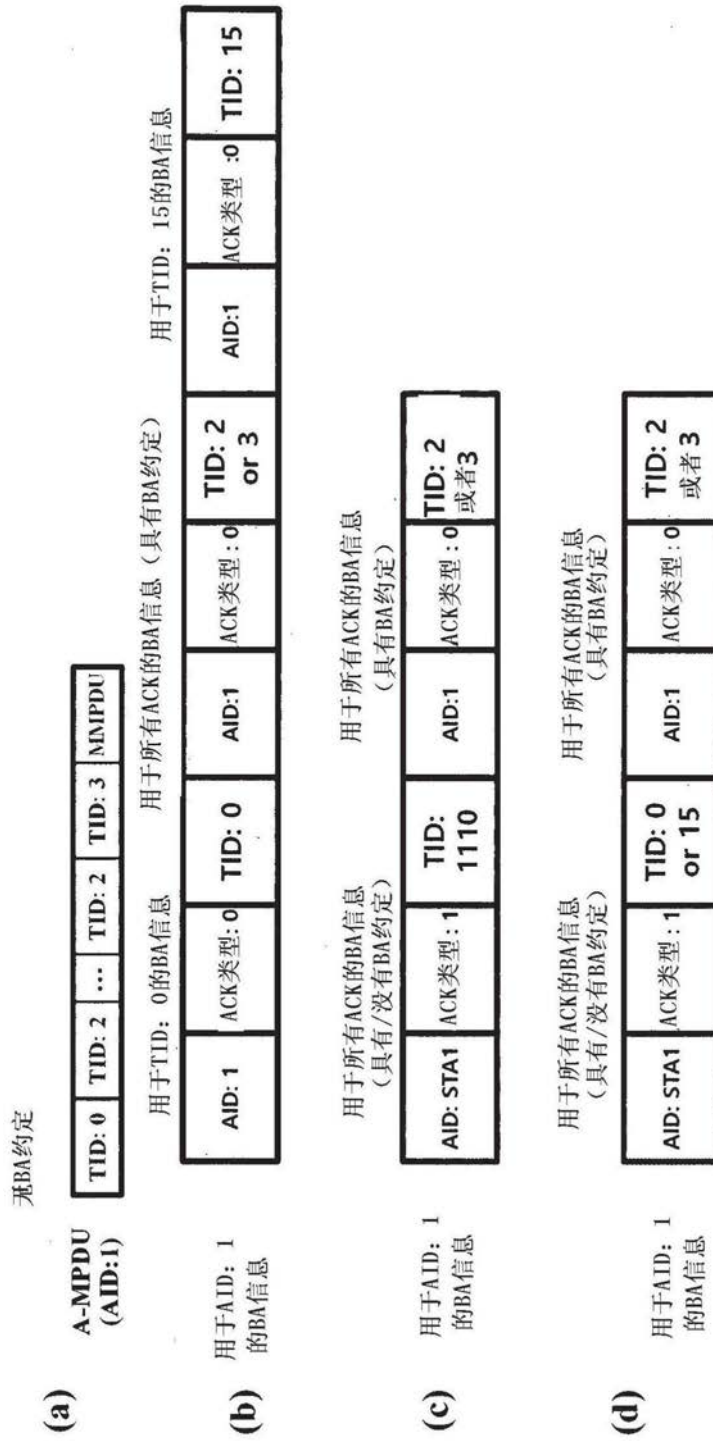 (a)
无BA约定
A-MPDU
(AID:1)
TID: 0
TID: 2
...
TID: 2
TID: 3
MMPDU
(b)
用于AID: 1
的BA信息
用于TID: 0的BA信息
用于所有ACK的BA信息 (具有BA约定)
用于TID: 15的BA信息
AID: 1
ACK类型: 0
TID: 0
AID:1
ACK类型: 0
TID: 2
or 3
AID:1
ACK类型 :0
TID: 15
(c)
用于AID: 1
的BA信息
用于所有ACK的BA信息
(具有/没有BA约定)
用于所有ACK的BA信息
(具有BA约定)
AID: STA1
ACK类型: 1
TID:
1110
AID:1
ACK类型: 0
TID: 2
或者3
(d)
用于AID: 1
的BA信息
用于所有ACK的BA信息
(具有/没有BA约定)
用于所有ACK的BA信息
(具有BA约定)
AID: STA1
ACK类型: 1
TID: 0
or 15
AID:1
ACK类型: 0
TID: 2
或者3